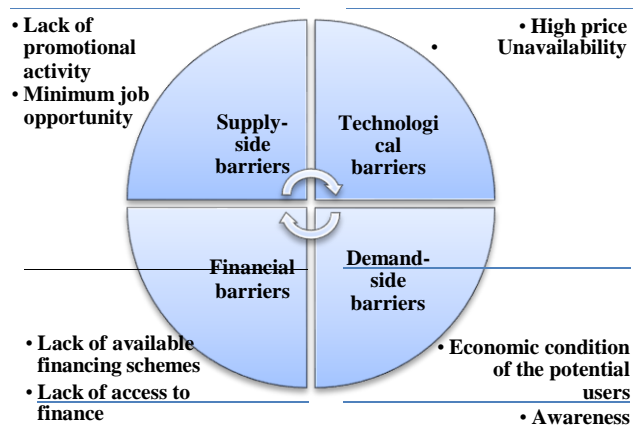 • Lack of
promotional
activity
• Minimum job
opportunity
• High price
• Unavailability
Supply-
side
barriers
Technologi
cal
barriers
Financial
barriers
Demand-
side
barriers
• Lack of available
financing schemes
• Lack of access to
finance
• Economic condition
of the potential
users
• Awareness